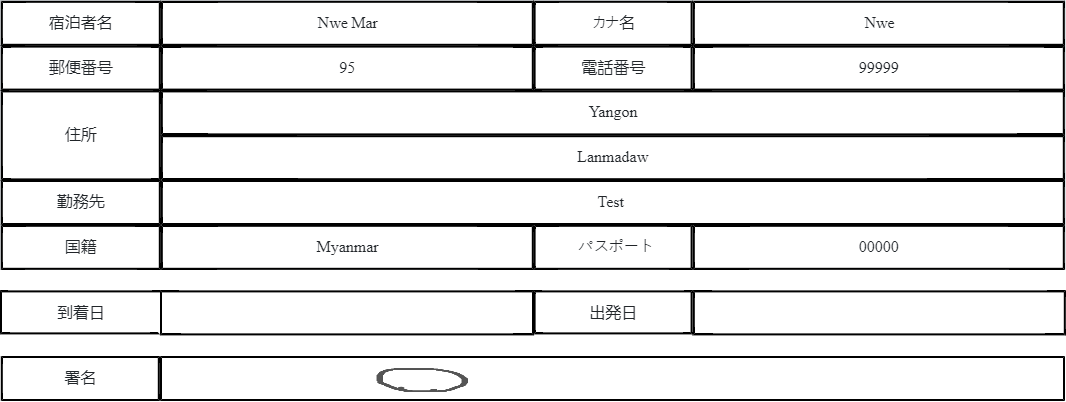 宿泊者名 Nwe Mar カナ名 Nwe
郵便番号 95 電話番号 99999
住所 Yangon
Lanmadaw
勤務先 Test
国籍 Myanmar パスポート 00000
到着日 出発日
署名